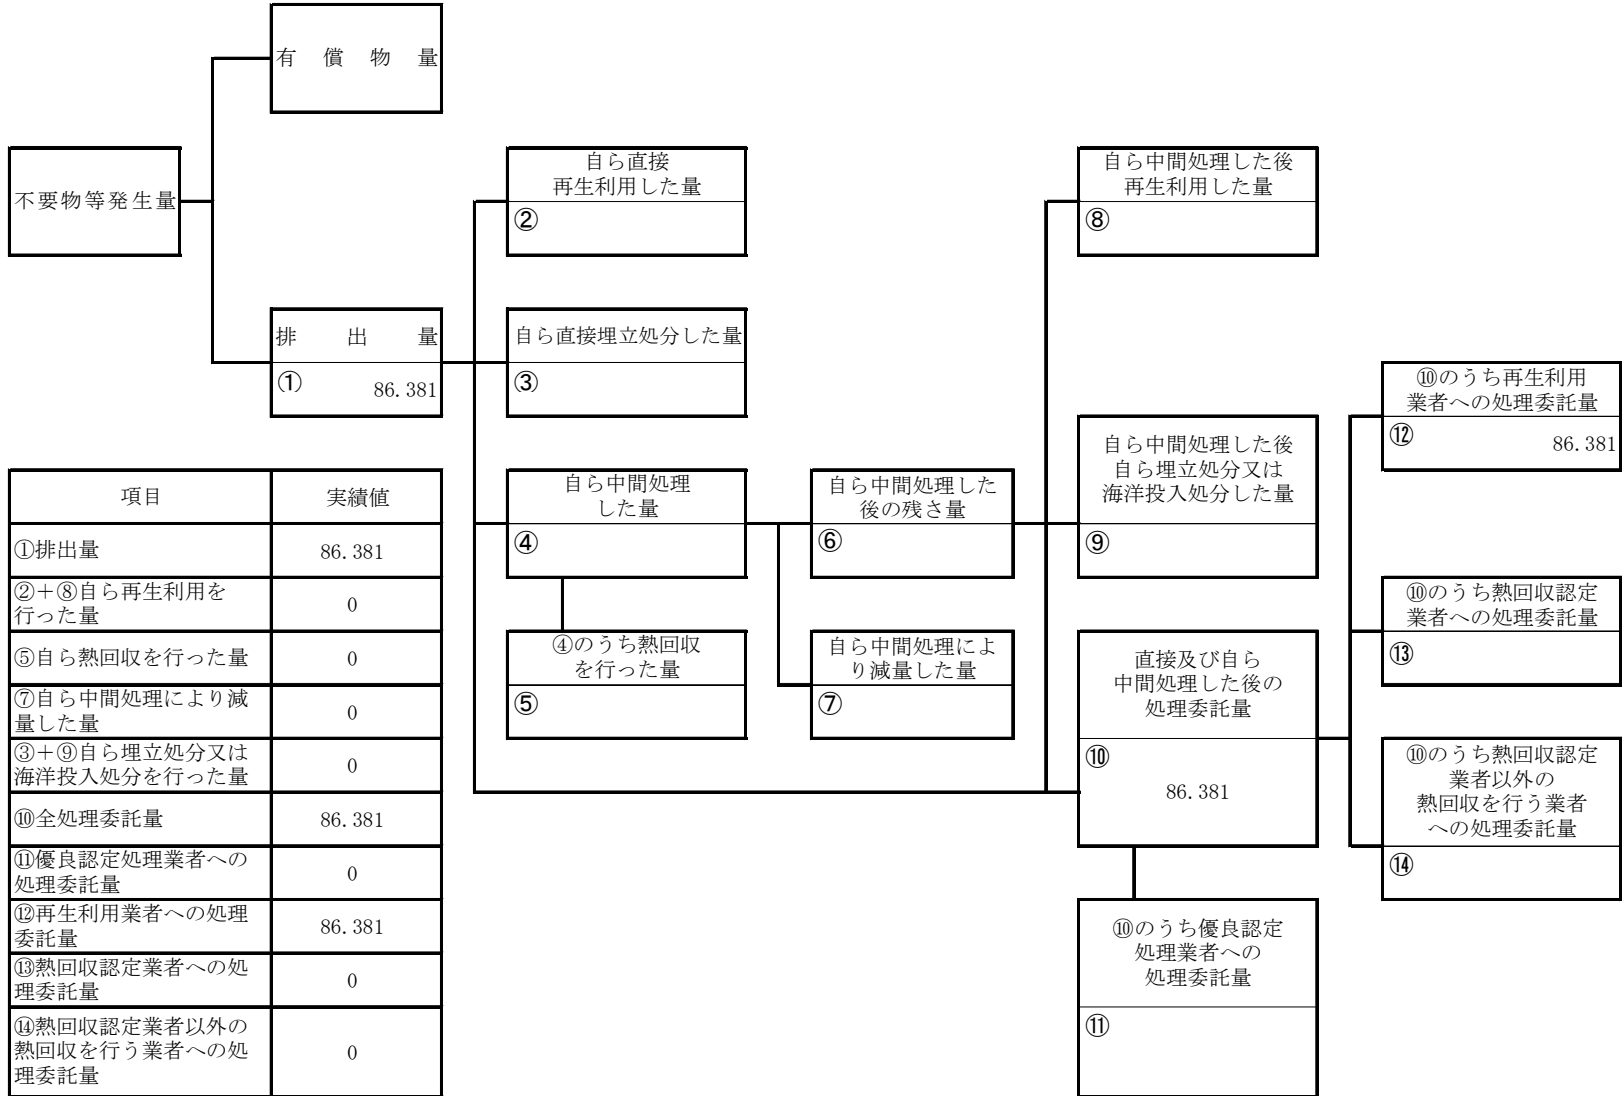 有償物量
不要物等発生量
排出量
① 86.381
自ら直接
再生利用した量
②
自ら直接埋立処分した量
③
自ら中間処理
した量
④
④のうち熱回収
を行った量
⑤
自ら中間処理した
後の残さ量
⑥
自ら中間処理によ
り減量した量
⑦
自ら中間処理した後
再生利用した量
⑧
自ら中間処理した後
自ら埋立処分又は
海洋投入処分した量
⑨
直接及び自ら
中間処理した後の
処理委託量
⑩
86.381
⑩のうち優良認定
処理業者への
処理委託量
⑪
⑩のうち再生利用
業者への処理委託量
⑫ 86.381
⑩のうち熱回収認定
業者への処理委託量
⑬
⑩のうち熱回収認定
業者以外の
熱回収を行う業者
への処理委託量
⑭
項目 実績値
①排出量 86.381
②+⑧自ら再生利用を
行った量 0
⑤自ら熱回収を行った量 0
⑦自ら中間処理により減
量した量 0
③+⑨自ら埋立処分又は
海洋投入処分を行った量 0
⑩全処理委託量 86.381
⑪優良認定処理業者への
処理委託量 0
⑫再生利用業者への処理
委託量 86.381
⑬熱回収認定業者への処
理委託量 0
⑭熱回収認定業者以外の
熱回収を行う業者への処
理委託量 0